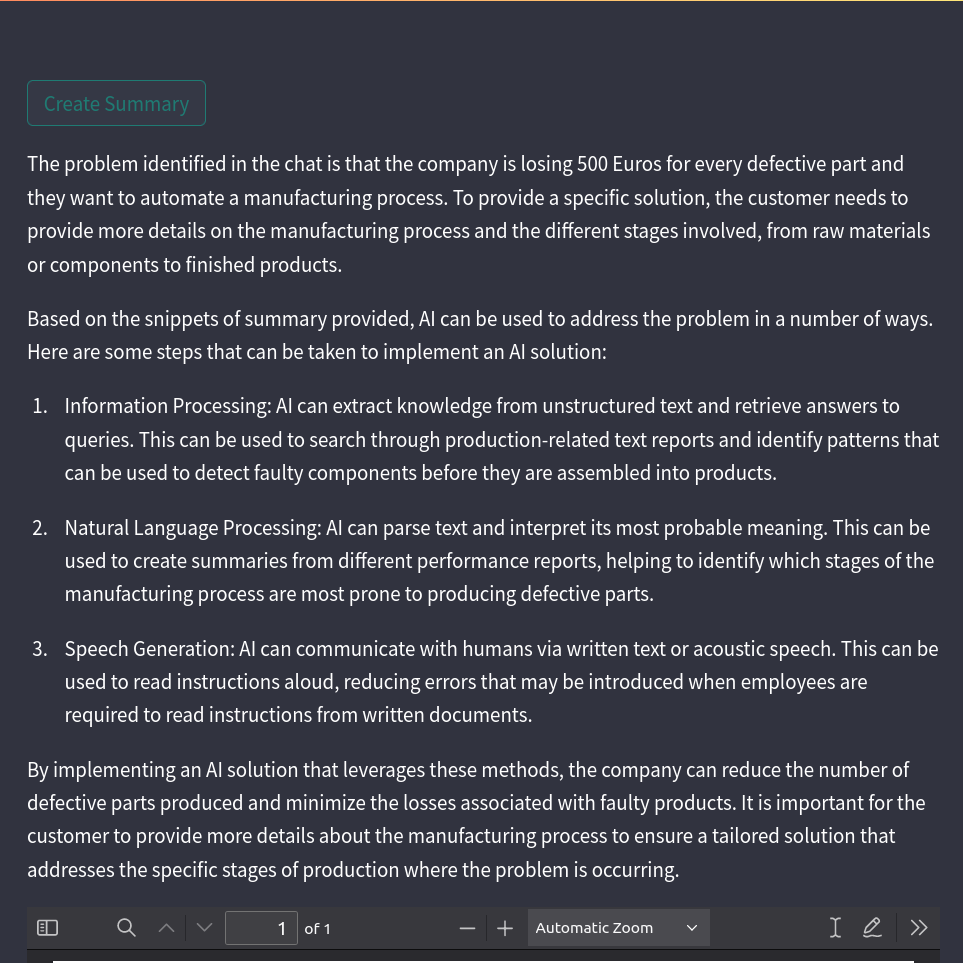 Create Summary
The problem identified in the chat is that the company is losing 500 Euros for every defective part and
they want to automate a manufacturing process. To provide a specific solution, the customer needs to
provide more details on the manufacturing process and the different stages involved, from raw materials
or components to finished products.
Based on the snippets of summary provided, AI can be used to address the problem in a number of ways.
Here are some steps that can be taken to implement an AI solution:
1. Information Processing: AI can extract knowledge from unstructured text and retrieve answers to
queries. This can be used to search through production-related text reports and identify patterns that
can be used to detect faulty components before they are assembled into products.
2. Natural Language Processing: AI can parse text and interpret its most probable meaning. This can be
used to create summaries from different performance reports, helping to identify which stages of the
manufacturing process are most prone to producing defective parts.
3. Speech Generation: AI can communicate with humans via written text or acoustic speech. This can be
used to read instructions aloud, reducing errors that may be introduced when employees are
required to read instructions from written documents.
By implementing an AI solution that leverages these methods, the company can reduce the number of
defective parts produced and minimize the losses associated with faulty products. It is important for the
customer to provide more details about the manufacturing process to ensure a tailored solution that
addresses the specific stages of production where the problem is occurring.
1 of 1 Automatic Zoom